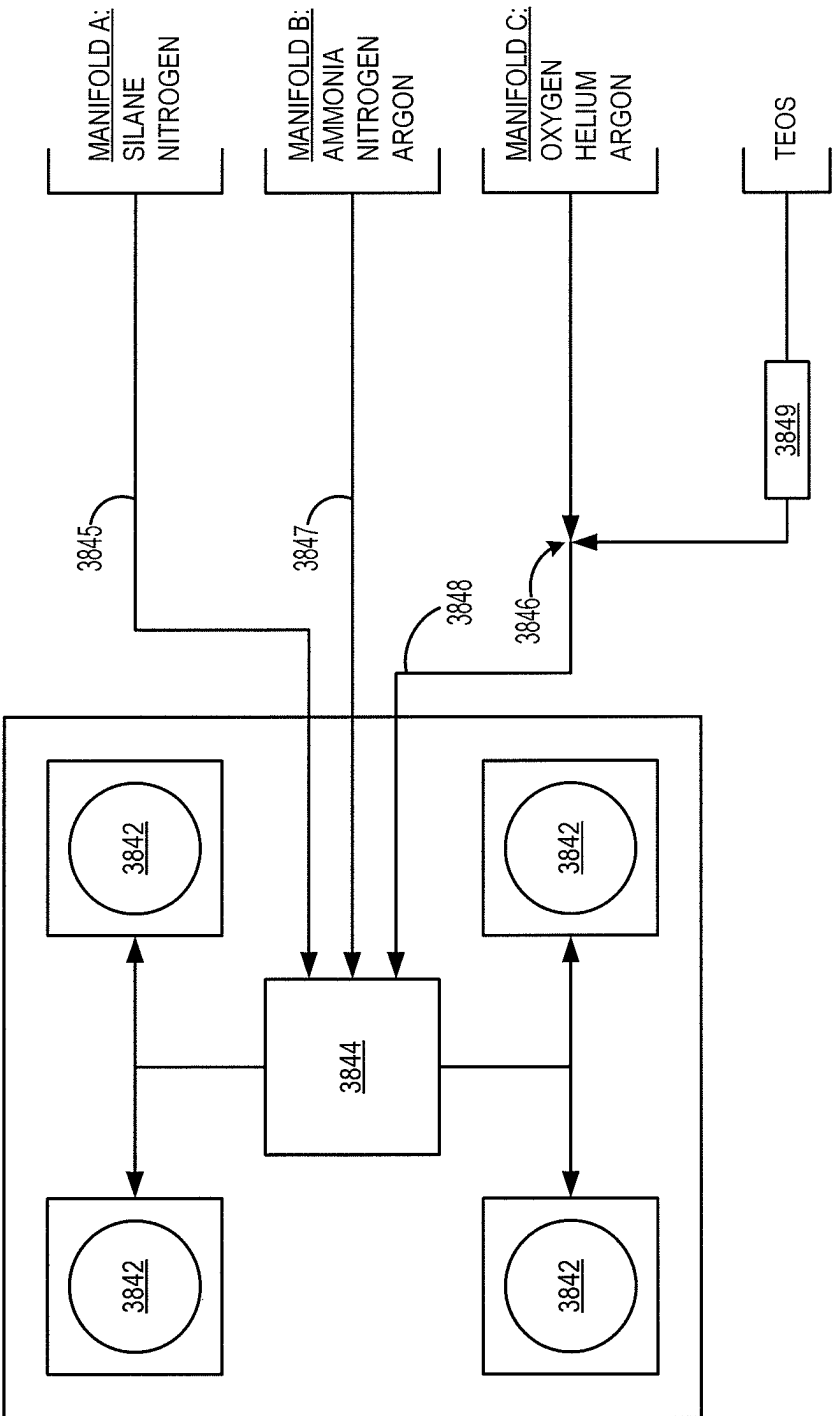 MANIFOLD A:
SILANE
NITROGEN
3845
3842
3842
MANIFOLD B:
AMMONIA
NITROGEN
ARGON
3847
3844
3848
MANIFOLD C:
OXYGEN
HELIUM
ARGON
3846
3842
3842
TEOS
3849